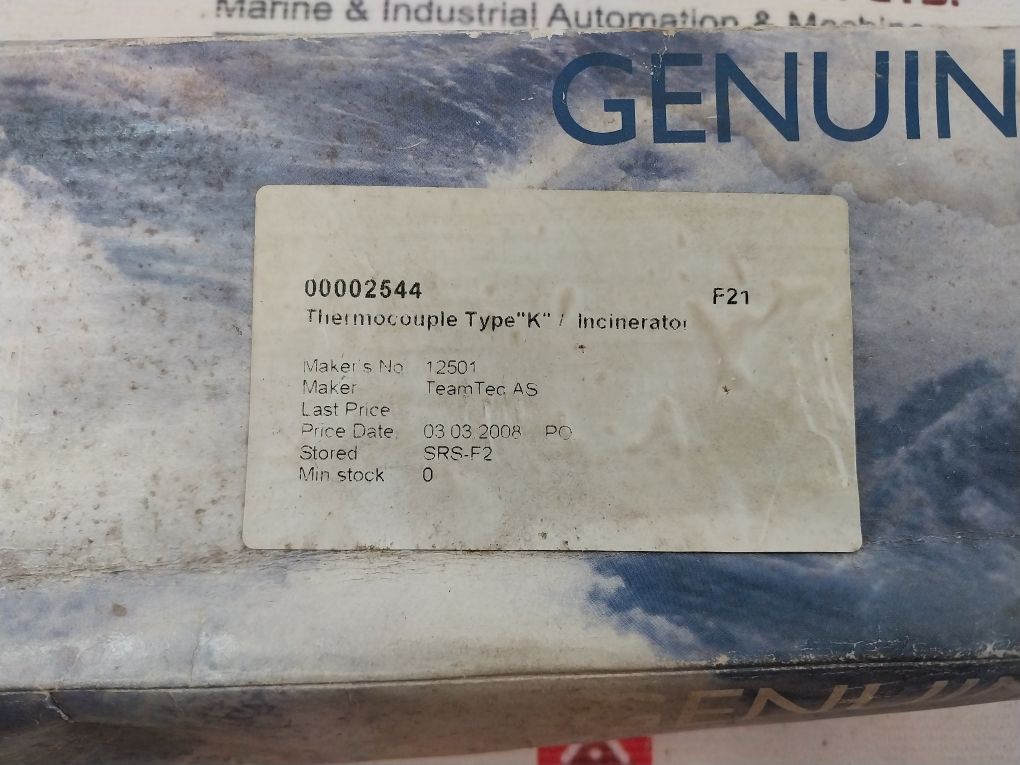 Marine & Industrial Automation &
GENUIN
00002544 F21
Thermocouple Type"K" / Incinerator
Maker's No 12501
Maker TeamTec AS
Last Price
Price Date 03.03.2008 PO
Stored SRS-F2
Min stock 0
GENUIN